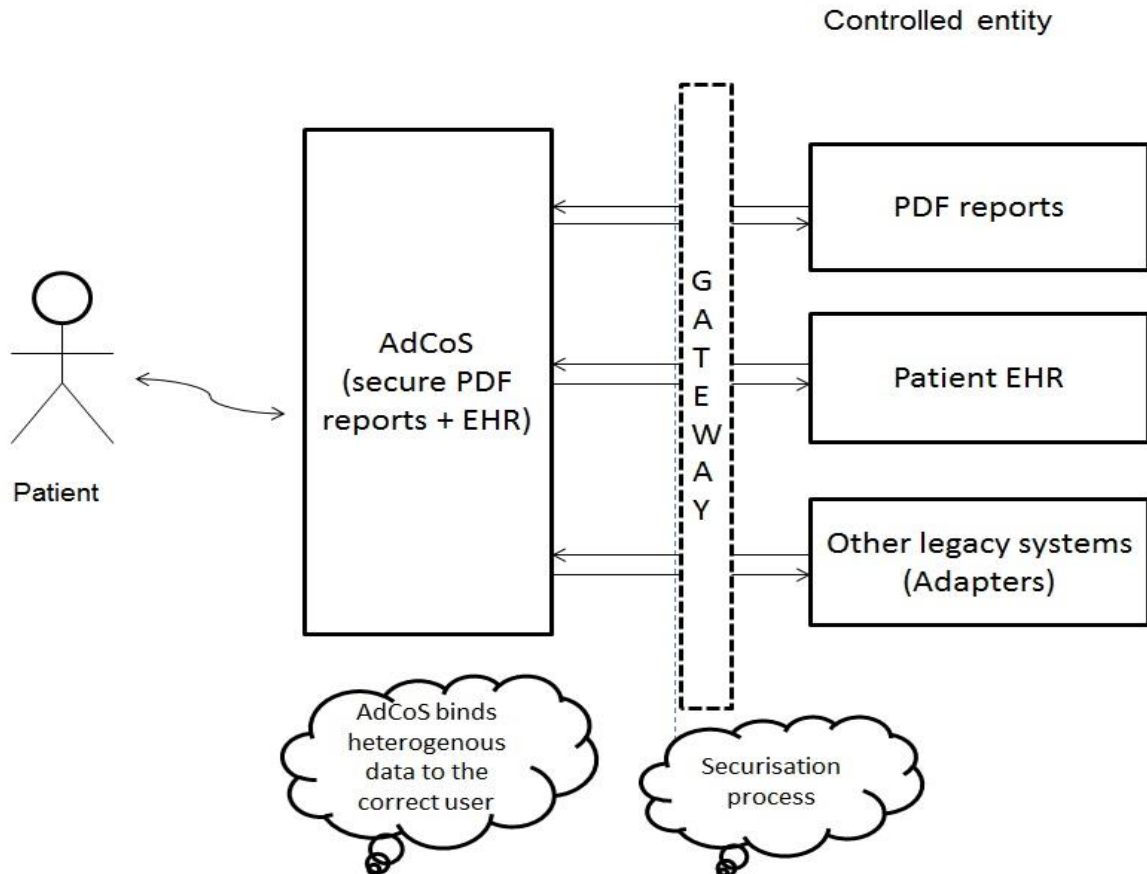 Controlled entity
PDF reports
G
A
T
E
W
A
Y
AdCoS
(secure PDF
reports + EHR)
Patient EHR
Patient
Other legacy systems
(Adapters)
AdCoS binds
heterogenous
data to the
correct user
Securisation
process